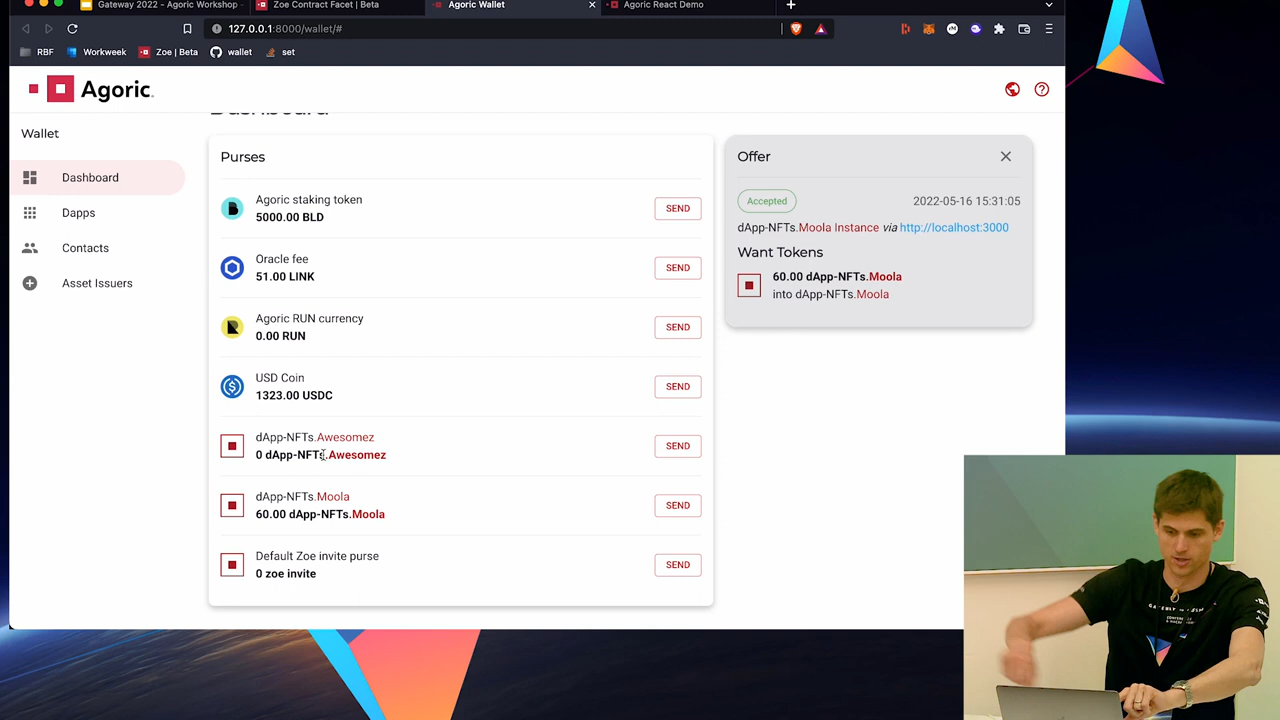 Gateway 2022 - Agoric Workshop
Zoe Contract Facet | Beta
Agoric Wallet
Agoric React Demo
127.0.0.1:8000/wallet/#
RBF
Workweek
Zoe | Beta
wallet
set
Agoric
Wallet
Dashboard
Dapps
Contacts
Asset Issuers
Dashboard
Purses
Agoric staking token
5000.00 BLD
SEND
Oracle fee
51.00 LINK
SEND
Agoric RUN currency
0.00 RUN
SEND
USD Coin
1323.00 USDC
SEND
dApp-NFTs.Awesomez
0 dApp-NFTs.Awesomez
SEND
dApp-NFTs.Moola
60.00 dApp-NFTs.Moola
SEND
Default Zoe invite purse
0 zoe invite
SEND
Offer
Accepted
2022-05-16 15:31:05
dApp-NFTs.Moola Instance via http://localhost:3000
Want Tokens
60.00 dApp-NFTs.Moola
into dApp-NFTs.Moola